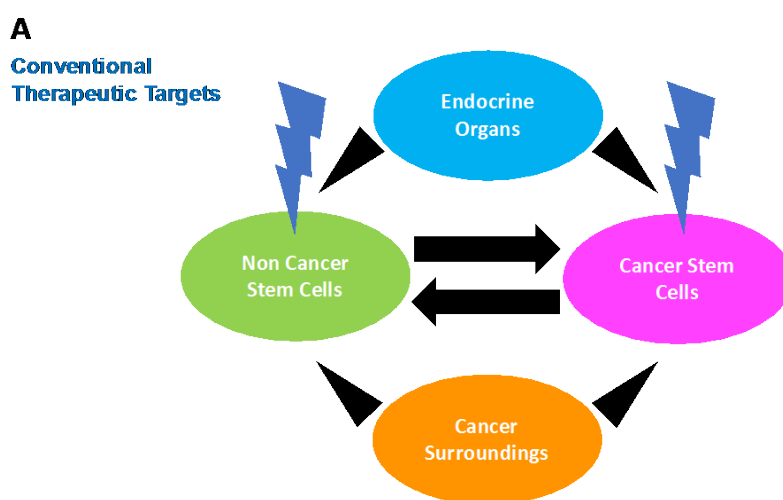 A
Conventional
Therapeutic Targets
Endocrine
Organs
Non Cancer
Stem Cells
Cancer Stem
Cells
Cancer
Surroundings